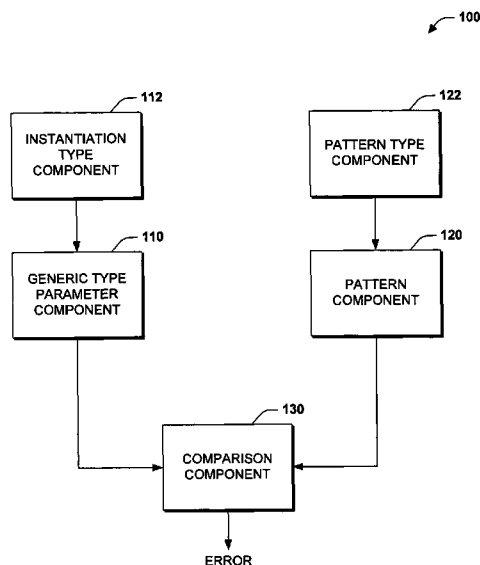 100
112
INSTANTIATION
TYPE
COMPONENT
122
PATTERN TYPE
COMPONENT
110
GENERIC TYPE
PARAMETER
COMPONENT
120
PATTERN
COMPONENT
130
COMPARISON
COMPONENT
ERROR